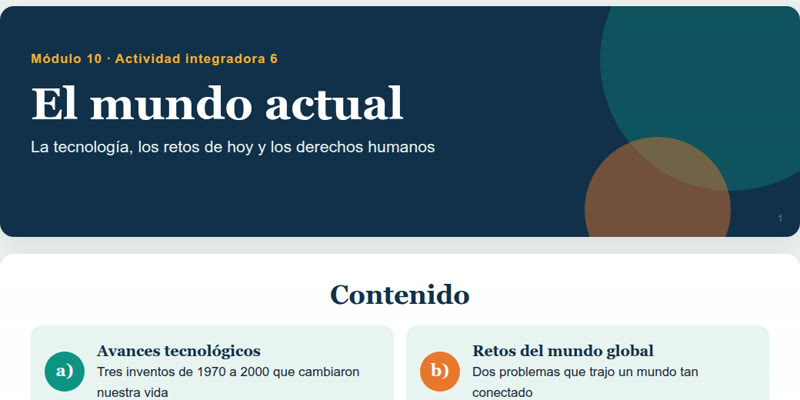 Módulo 10 · Actividad integradora 6
El mundo actual
La tecnología, los retos de hoy y los derechos humanos
1
Contenido
a)
Avances tecnológicos
Tres inventos de 1970 a 2000 que cambiaron
nuestra vida
b)
Retos del mundo global
Dos problemas que trajo un mundo tan
conectado